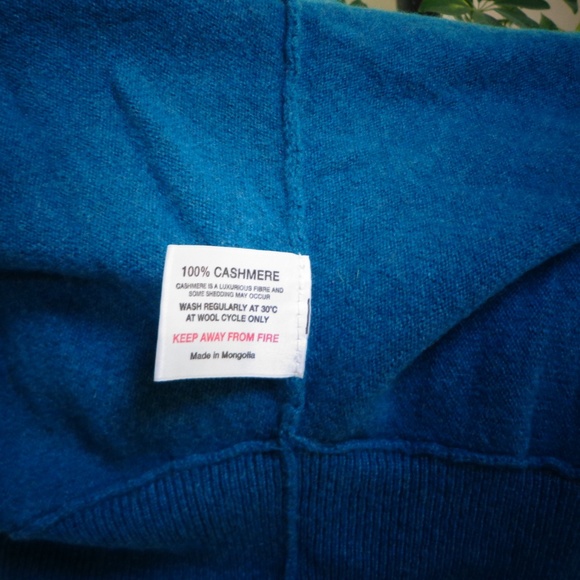 100% CASHMERE
CASHMERE IS A LUXURIOUS FIBRE AND
SOME SHEDDING MAY OCCUR
WASH REGULARLY AT 30°C
AT WOOL CYCLE ONLY
KEEP AWAY FROM FIRE
Made in Mongolia